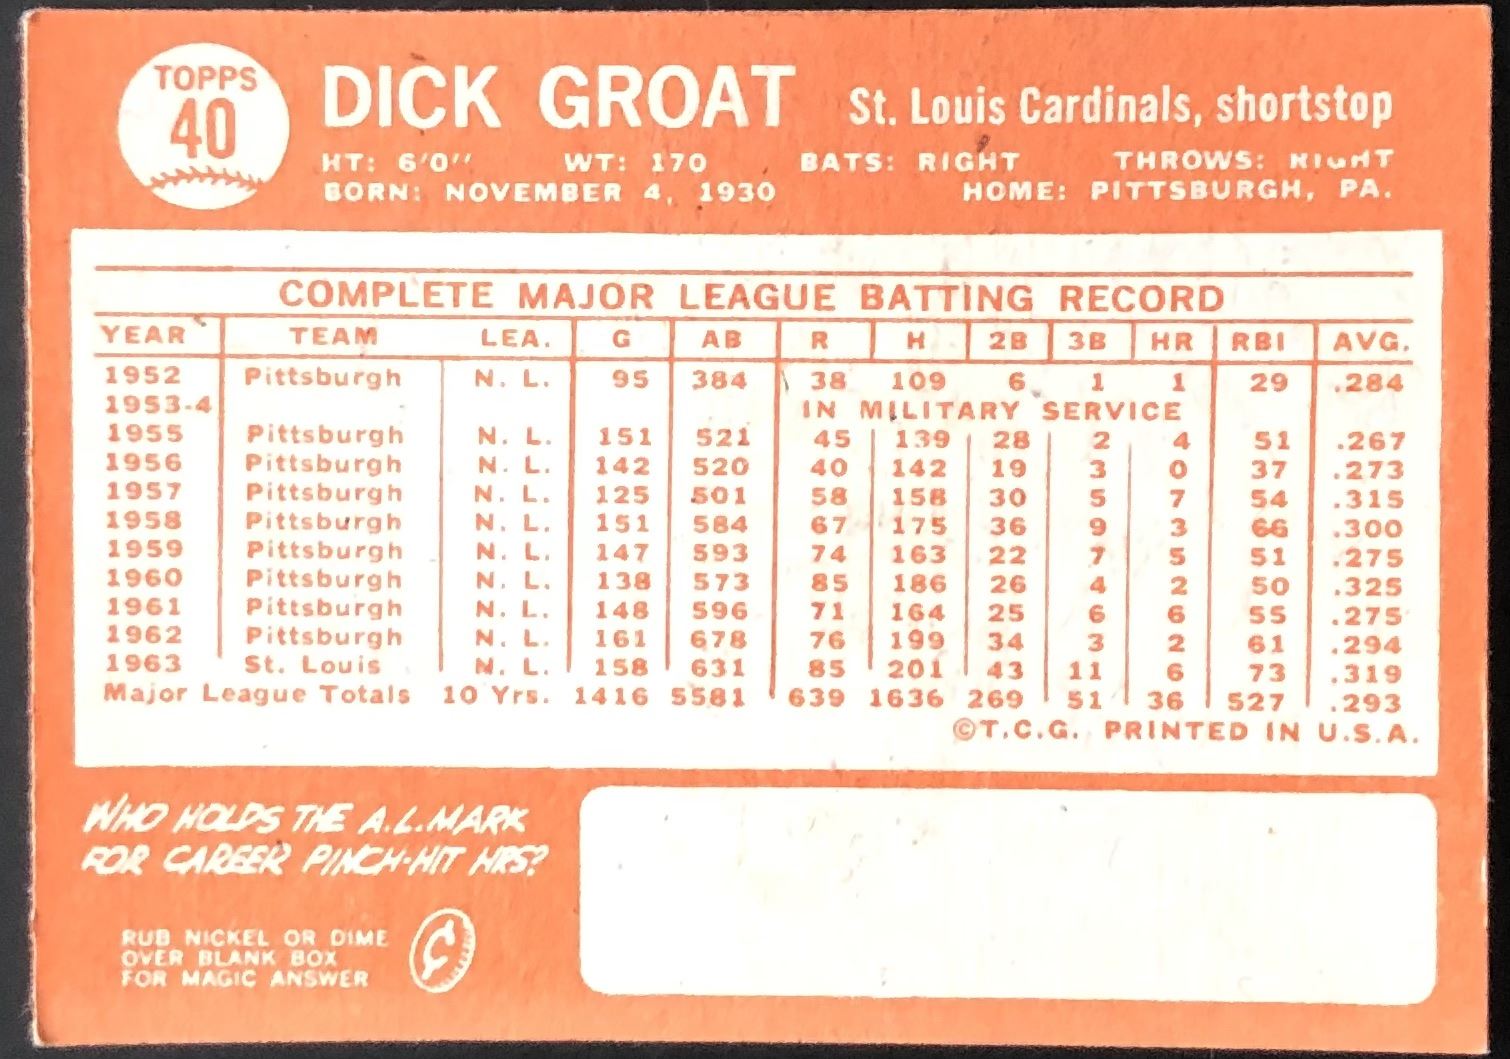 TOPPS
40
DICK GROAT St. Louis Cardinals, shortstop
HT: 6'0" WT: 170 BATS: RIGHT THROWS: RIGHT
BORN: NOVEMBER 4, 1930 HOME: PITTSBURGH, PA.
COMPLETE MAJOR LEAGUE BATTING RECORD
YEAR TEAM LEA. G AB R H 2B 3B HR RBI AVG.
1952 Pittsburgh N. L. 95 384 38 109 6 1 1 29 .284
1953-4 IN MILITARY SERVICE
1955 Pittsburgh N. L. 151 521 45 139 28 2 4 51 .267
1956 Pittsburgh N. L. 142 520 40 142 19 3 0 37 .273
1957 Pittsburgh N. L. 125 501 58 158 30 5 7 54 .315
1958 Pittsburgh N. L. 151 584 67 175 36 9 3 66 .300
1959 Pittsburgh N. L. 147 593 74 163 22 7 5 51 .275
1960 Pittsburgh N. L. 138 573 85 186 26 4 2 50 .325
1961 Pittsburgh N. L. 148 596 71 164 25 6 6 55 .275
1962 Pittsburgh N. L. 161 678 76 199 34 3 2 61 .294
1963 St. Louis N. L. 158 631 85 201 43 11 6 73 .319
Major League Totals 10 Yrs. 1416 5581 639 1636 269 51 36 527 .293
©T.C.G. PRINTED IN U.S.A.
WHO HOLDS THE A.L. MARK
FOR CAREER PINCH-HIT HRS?
RUB NICKEL OR DIME
OVER BLANK BOX
FOR MAGIC ANSWER
¢